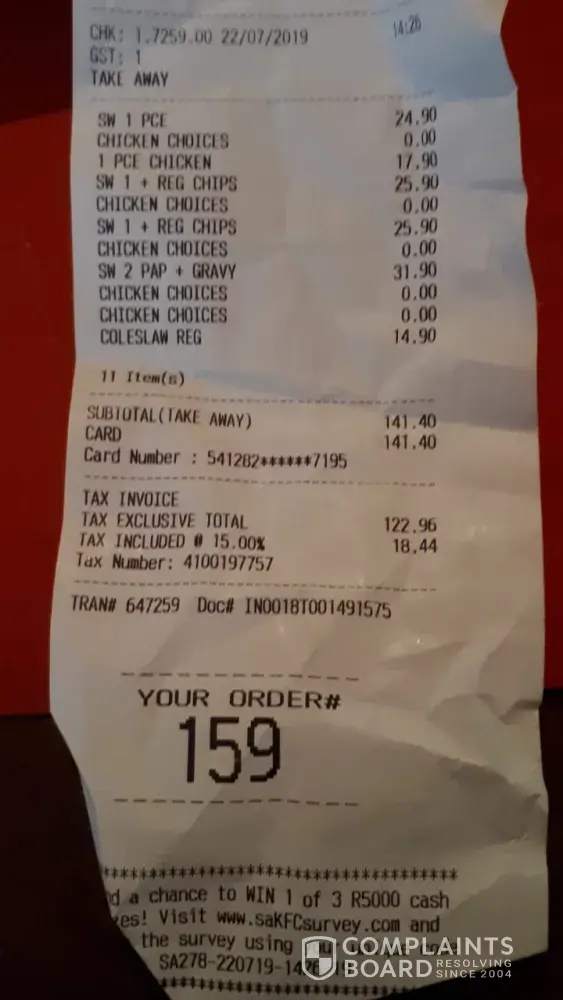 CHK: 1.7259.00 22/07/2019 14:26
GST: 1
TAKE AWAY
SW 1 PCE 24.90
CHICKEN CHOICES 0.00
1 PCE CHICKEN 17.90
SW 1 + REG CHIPS 25.90
CHICKEN CHOICES 0.00
SW 1 + REG CHIPS 25.90
CHICKEN CHOICES 0.00
SW 2 PAP + GRAVY 31.90
CHICKEN CHOICES 0.00
CHICKEN CHOICES 0.00
COLESLAW REG 14.90
11 Item(s)
SUBTOTAL(TAKE AWAY) 141.40
CARD 141.40
Card Number : 541282******7195
TAX INVOICE
TAX EXCLUSIVE TOTAL 122.96
TAX INCLUDED @ 15.00% 18.44
Tax Number: 4100197757
TRAN# 647259 Doc# IN0018T001491575
YOUR ORDER#
159
**********************************
a chance to WIN 1 of 3 R5000 cash
Visit www.saKFCsurvey.com and
the survey using
SA278-220719-142
COMPLAINTS
BOARD RESOLVING
SINCE 2004